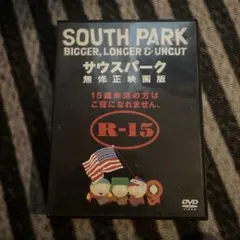 SOUTH PARK
BIGGER, LONGER & UNCUT
サウスパーク
無修正映画版
15歳未満の方は
ご覧になれません。
R-15
DVD